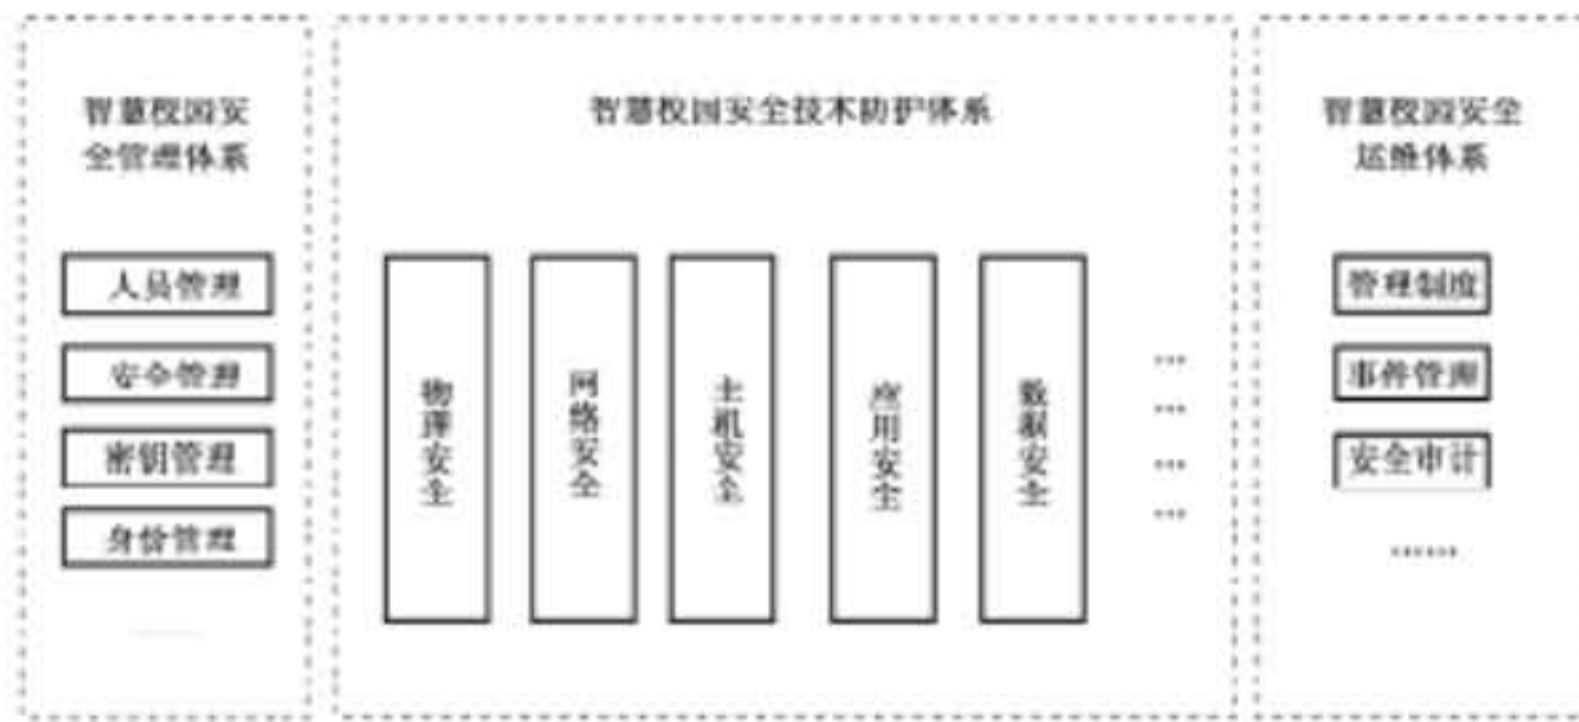 智慧校园安
全管理体系
人员管理
安全管理
密钥管理
身份管理
智慧校园安全技术防护体系
物理安全
网络安全
主机安全
应用安全
数据安全
…
…
…
…
智慧校园安全
运维体系
管理制度
事件管理
安全审计
……